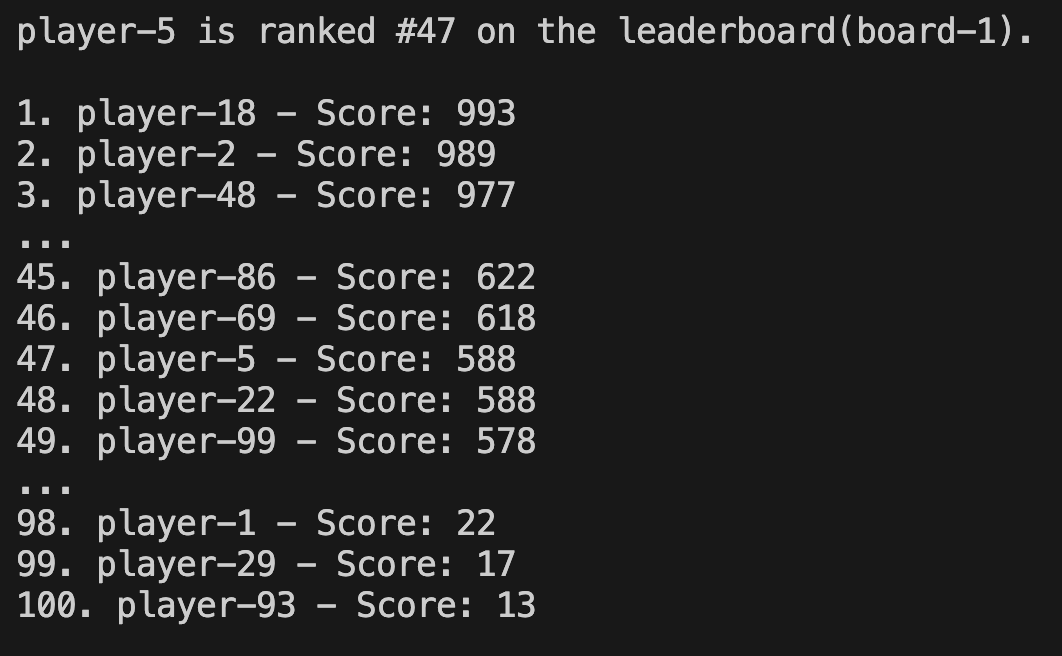 player-5 is ranked #47 on the leaderboard(board-1).
1. player-18 - Score: 993
2. player-2 - Score: 989
3. player-48 - Score: 977
...
45. player-86 - Score: 622
46. player-69 - Score: 618
47. player-5 - Score: 588
48. player-22 - Score: 588
49. player-99 - Score: 578
...
98. player-1 - Score: 22
99. player-29 - Score: 17
100. player-93 - Score: 13